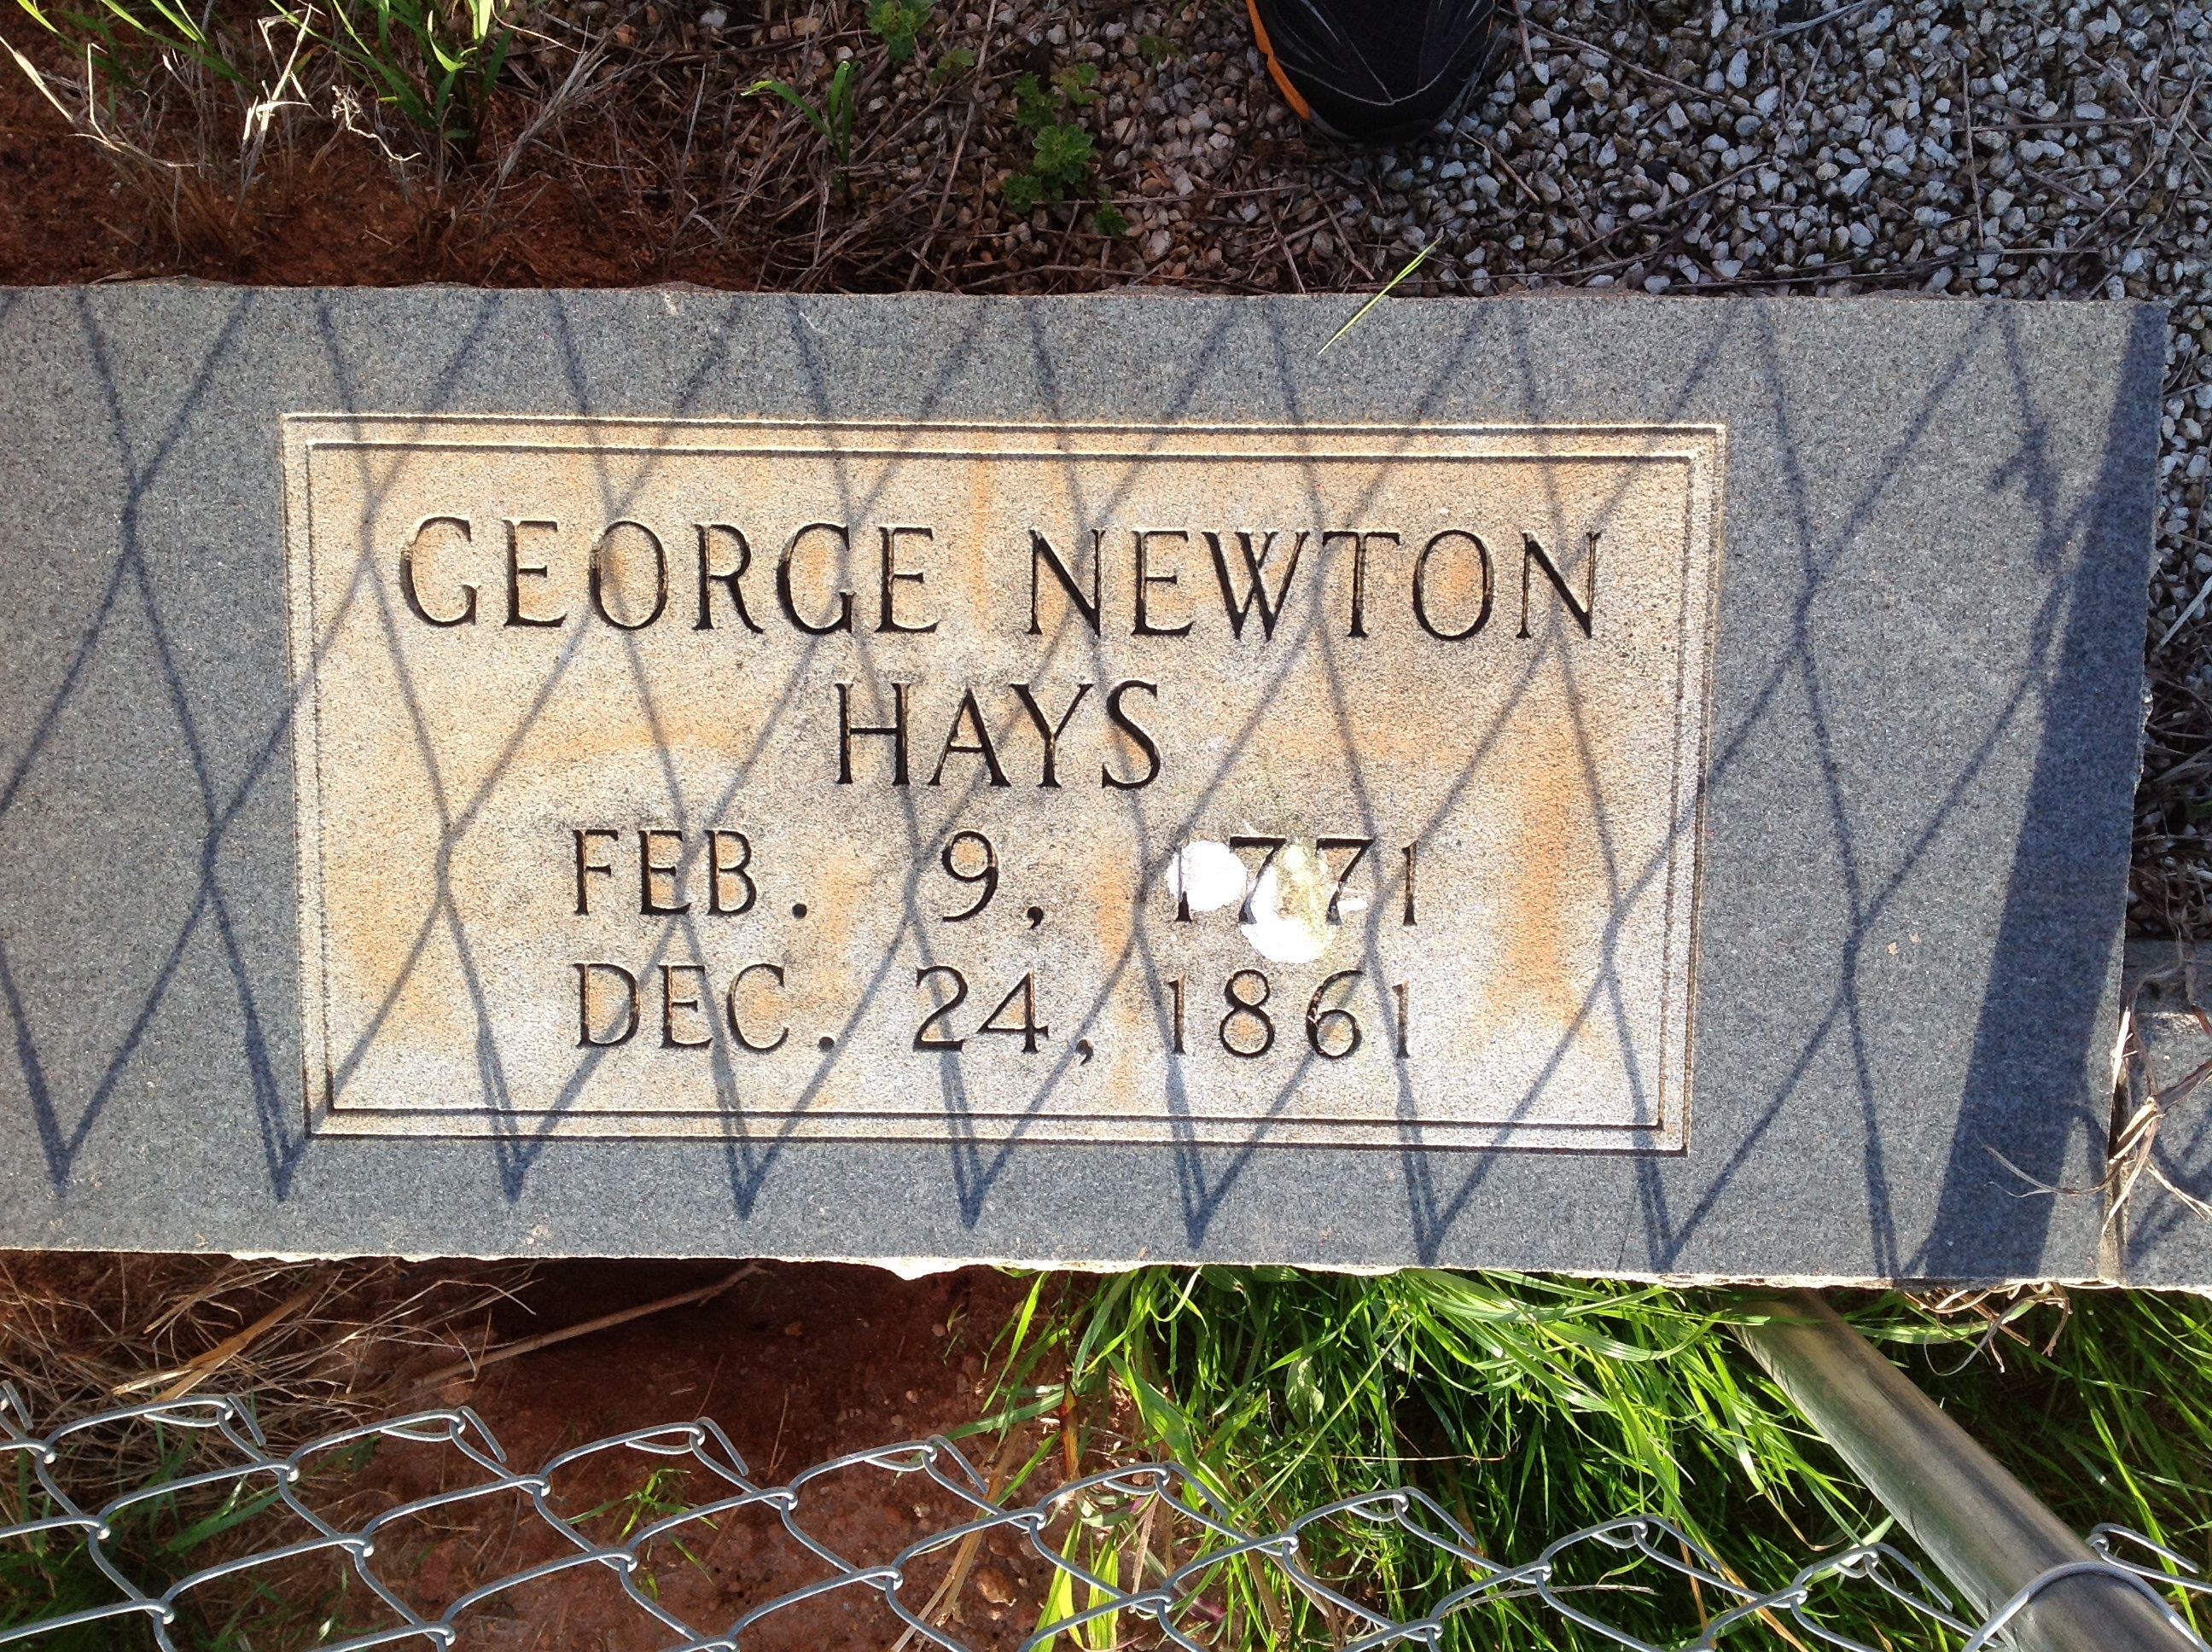 GEORGE NEWTON
HAYS
FEB. 9, 1771
DEC. 24, 1861